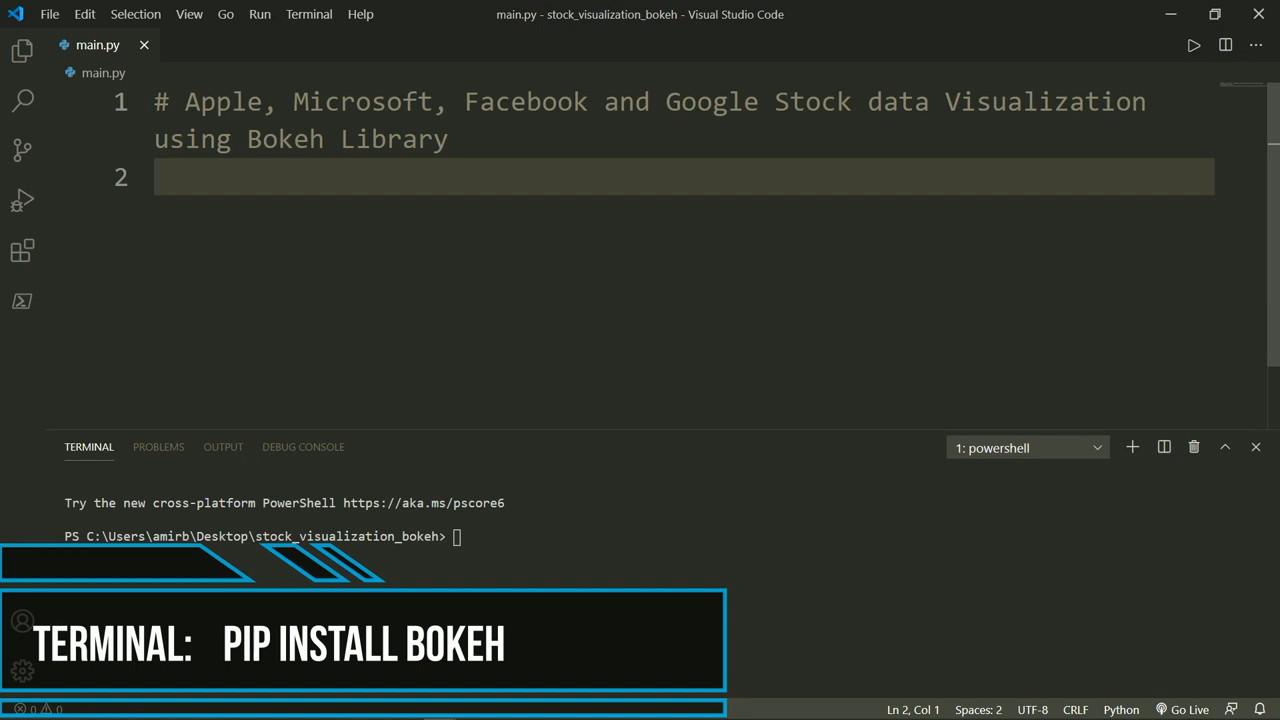 File Edit Selection View Go Run Terminal Help main.py - stock_visualization_bokeh - Visual Studio Code
main.py
main.py
1 # Apple, Microsoft, Facebook and Google Stock data Visualization
using Bokeh Library
2
TERMINAL PROBLEMS OUTPUT DEBUG CONSOLE 1: powershell
Try the new cross-platform PowerShell https://aka.ms/pscore6
PS C:\Users\amirb\Desktop\stock_visualization_bokeh>
TERMINAL: PIP INSTALL BOKEH
0 0 Ln 2, Col 1 Spaces: 2 UTF-8 CRLF Python Go Live